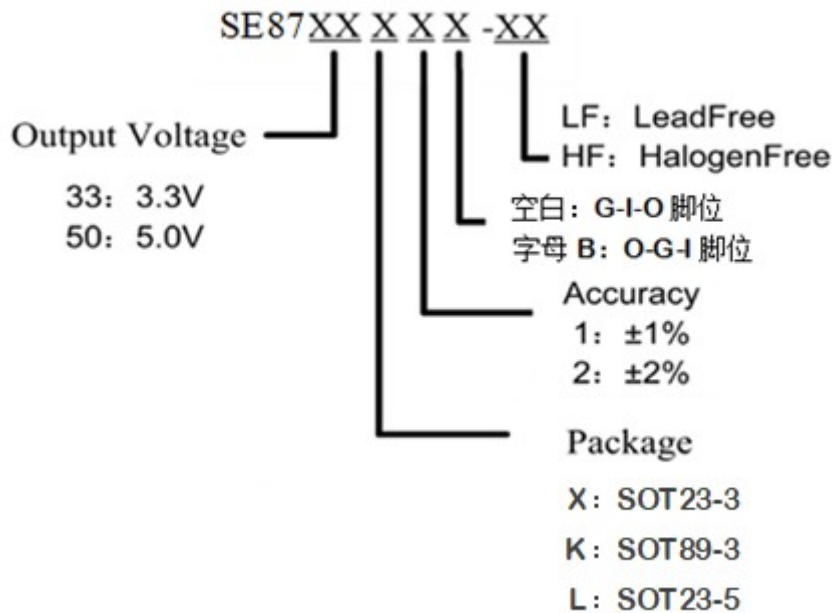 SE87XX X X X -XX
Output Voltage
33：3.3V
50：5.0V
LF：LeadFree
HF：HalogenFree
空白：G-I-O 脚位
字母 B：O-G-I 脚位
Accuracy
1：±1%
2：±2%
Package
X：SOT23-3
K：SOT89-3
L：SOT23-5